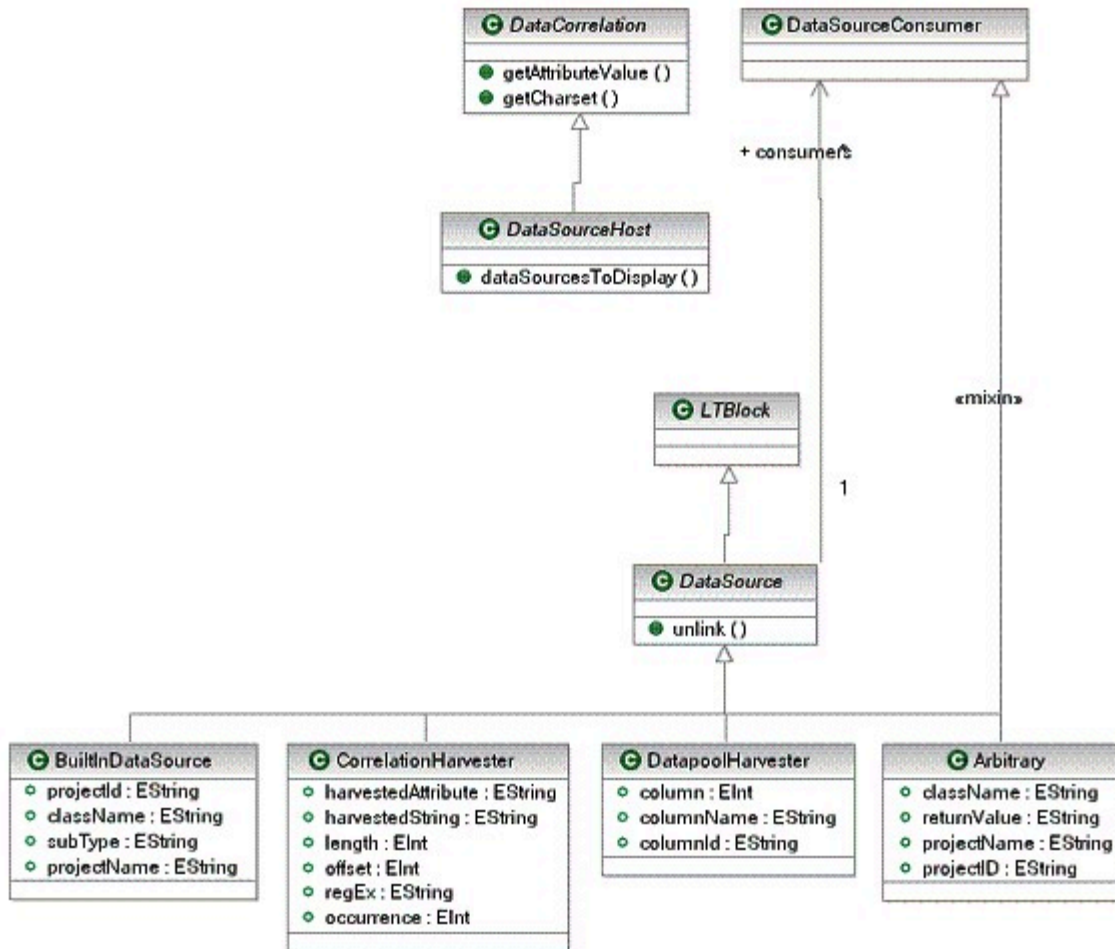 DataCorrelation
getAttributeValue ( )
getCharset ( )
DataSourceConsumer
+ consumers
*
DataSourceHost
dataSourcesToDisplay ( )
«mixin»
LTBlock
1
DataSource
unlink ( )
BuiltInDataSource
projectId : EString
className : EString
subType : EString
projectName : EString
CorrelationHarvester
harvestedAttribute : EString
harvestedString : EString
length : EInt
offset : EInt
regEx : EString
occurrence : EInt
DatapoolHarvester
column : EInt
columnName : EString
columnId : EString
Arbitrary
className : EString
returnValue : EString
projectName : EString
projectID : EString